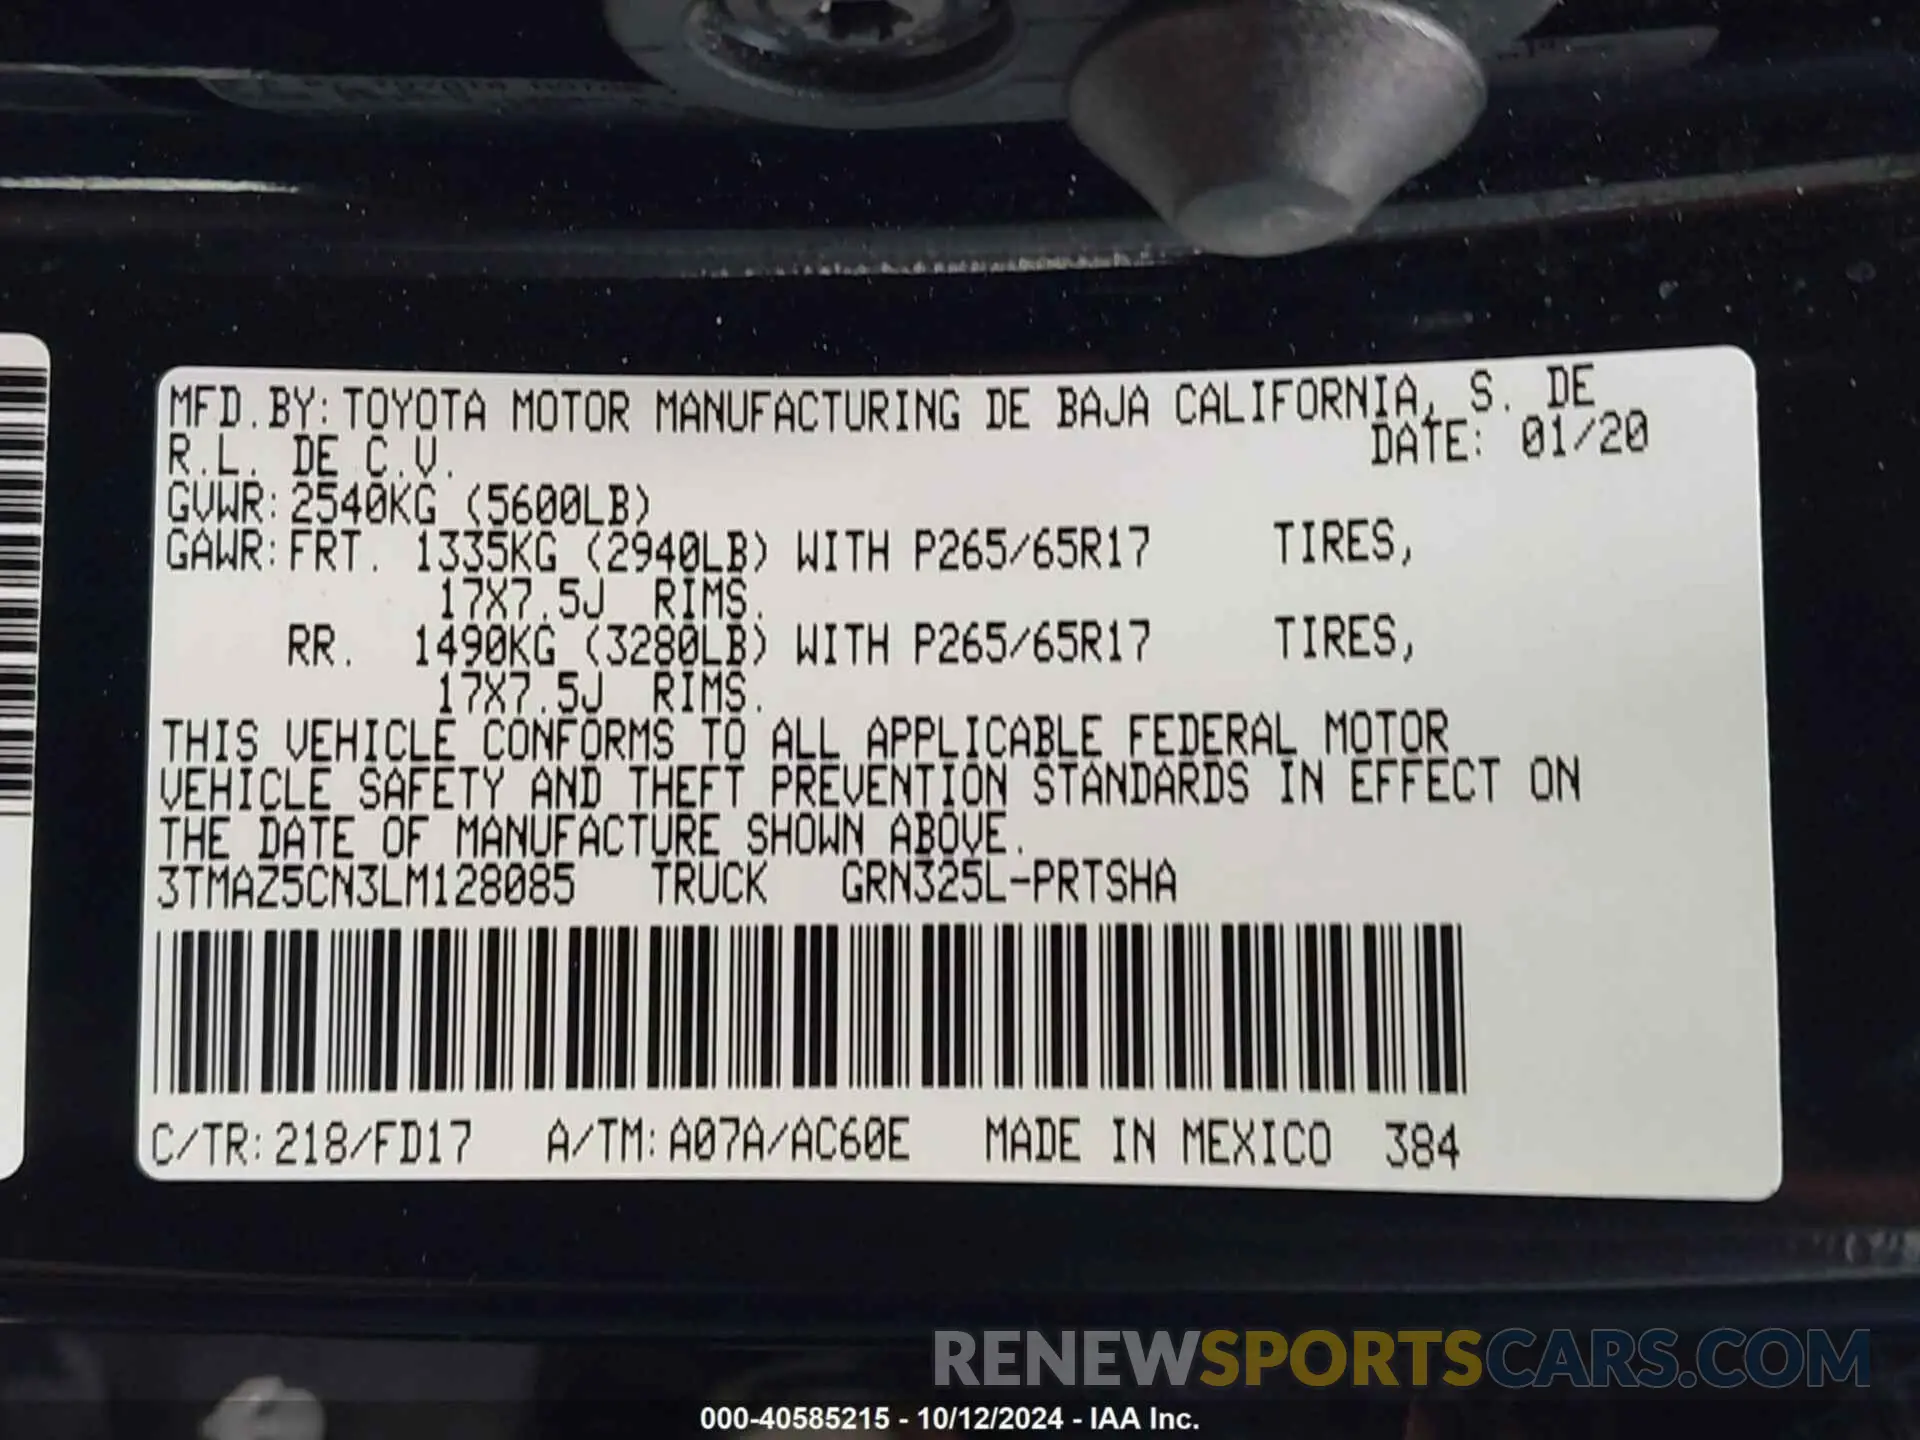 MFD.BY:TOYOTA MOTOR MANUFACTURING DE BAJA CALIFORNIA, S. DE
R.L. DE C.V. DATE: 01/20
GVWR:2540KG (5600LB)
GAWR:FRT. 1335KG (2940LB) WITH P265/65R17 TIRES,
17X7.5J RIMS.
RR. 1490KG (3280LB) WITH P265/65R17 TIRES,
17X7.5J RIMS.
THIS VEHICLE CONFORMS TO ALL APPLICABLE FEDERAL MOTOR
VEHICLE SAFETY AND THEFT PREVENTION STANDARDS IN EFFECT ON
THE DATE OF MANUFACTURE SHOWN ABOVE.
3TMAZ5CN3LM128085 TRUCK GRN325L-PRTSHA
C/TR:218/FD17 A/TM:A07A/AC60E MADE IN MEXICO 384
RENEWSPORTSCARS.COM
000-40585215 - 10/12/2024 - IAA Inc.